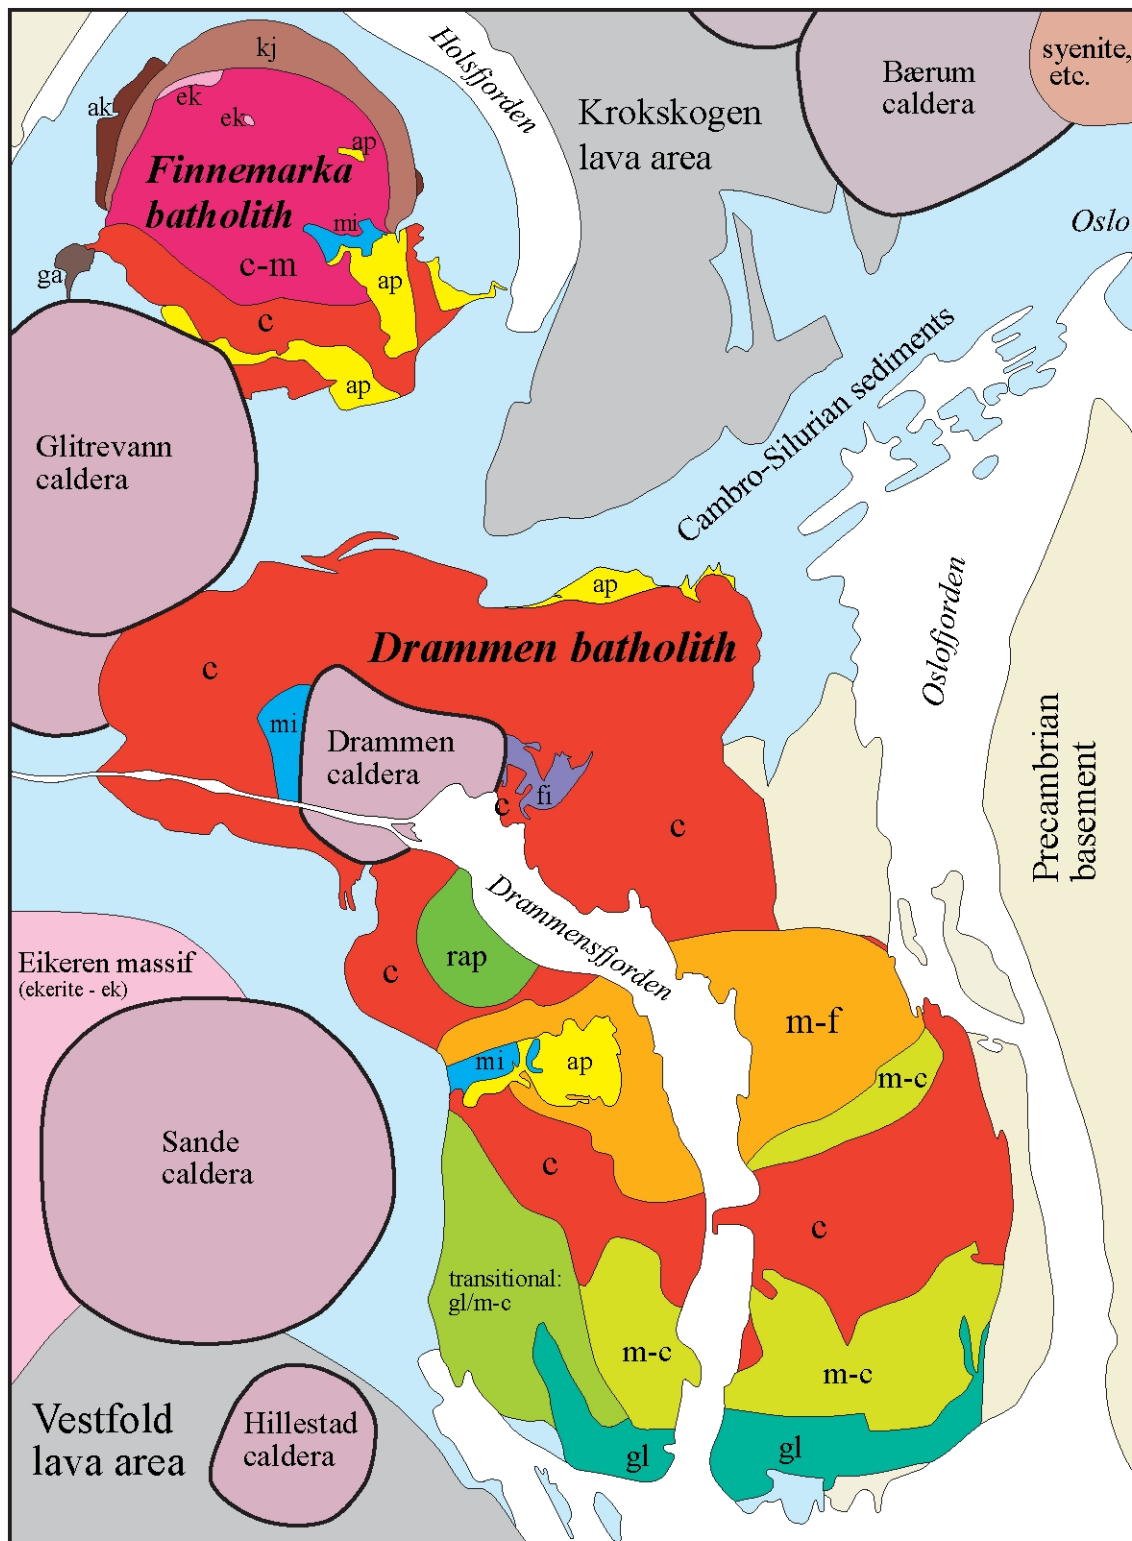 kj
Holsfjorden
syenite,
etc.
Bærum
caldera
ak
ek
ek
Krokskogen
lava area
ap
Finnemarka
batholith
mi
Oslo
c-m
ga
ap
c
ap
Cambro-Silurian sediments
Glitrevann
caldera
ap
Drammen batholith
Oslofjorden
c
mi
Drammen
caldera
fi
c
c
Precambrian
basement
Drammensfjorden
Eikeren massif
(ekerite - ek)
c
rap
m-f
mi
ap
m-c
Sande
caldera
c
c
transitional:
gl/m-c
m-c
m-c
Vestfold
lava area
Hillestad
caldera
gl
gl